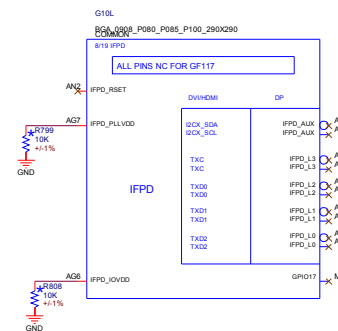 G10L
BGA_0908_P080_P085_P100_290X290
COMMON
8/19 IFPD
ALL PINS NC FOR GF117
AN2 IFPD_RSET
DVI/HDMI DP
AG7 IFPD_PLLVDD
I2CX_SDA IFPD_AUX
I2CX_SCL IFPD_AUX
R799
10K
+/-1%
GND
TXC IFPD_L3
TXC IFPD_L3
IFPD
TXD0 IFPD_L2
TXD0 IFPD_L2
TXD1 IFPD_L1
TXD1 IFPD_L1
TXD2 IFPD_L0
TXD2 IFPD_L0
AG6 IFPD_IOVDD
GPIO17
R808
10K
+/-1%
GND